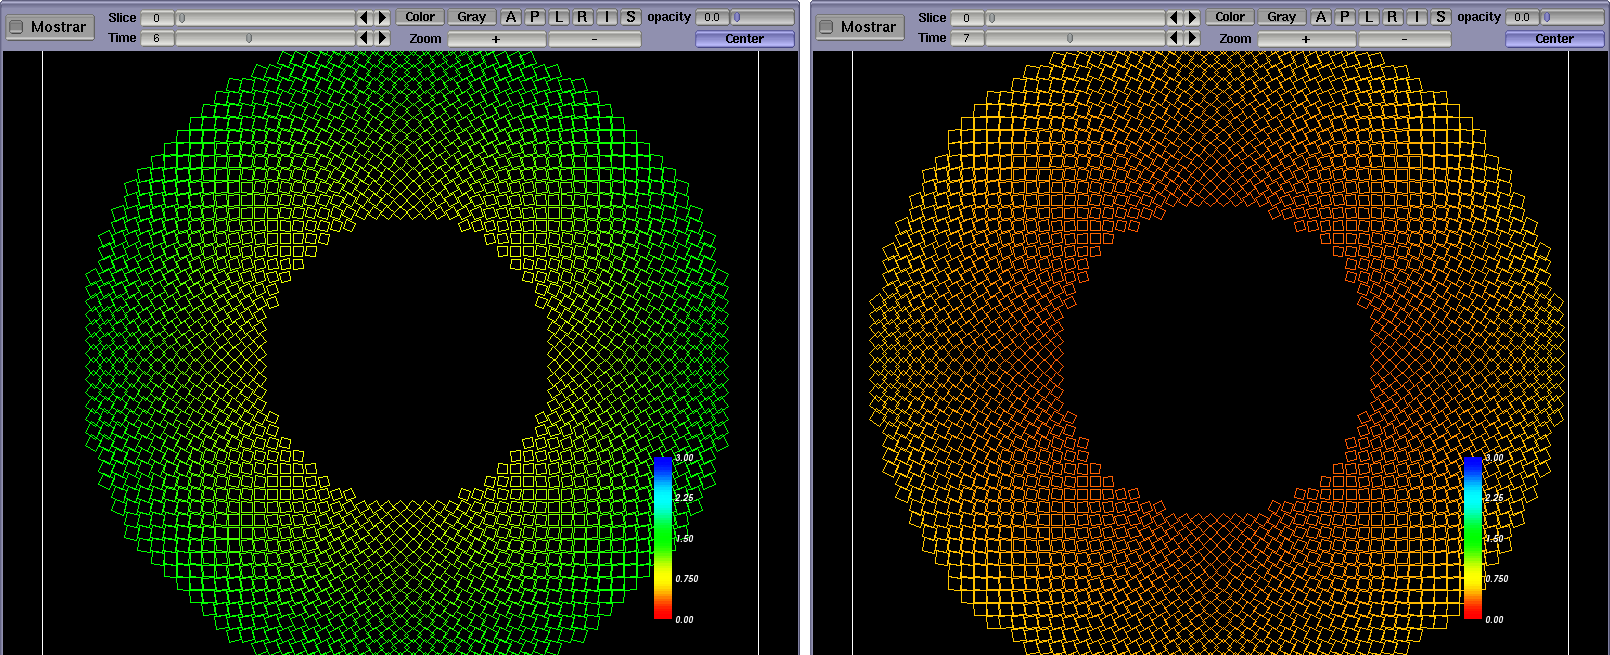 Mostrar Slice 0 Color Gray A P L R I S opacity 0.0
Time 6 Zoom + - Center
3.00
2.25
1.50
0.750
0.00
Mostrar Slice 0 Color Gray A P L R I S opacity 0.0
Time 7 Zoom + - Center
3.00
2.25
1.50
0.750
0.00